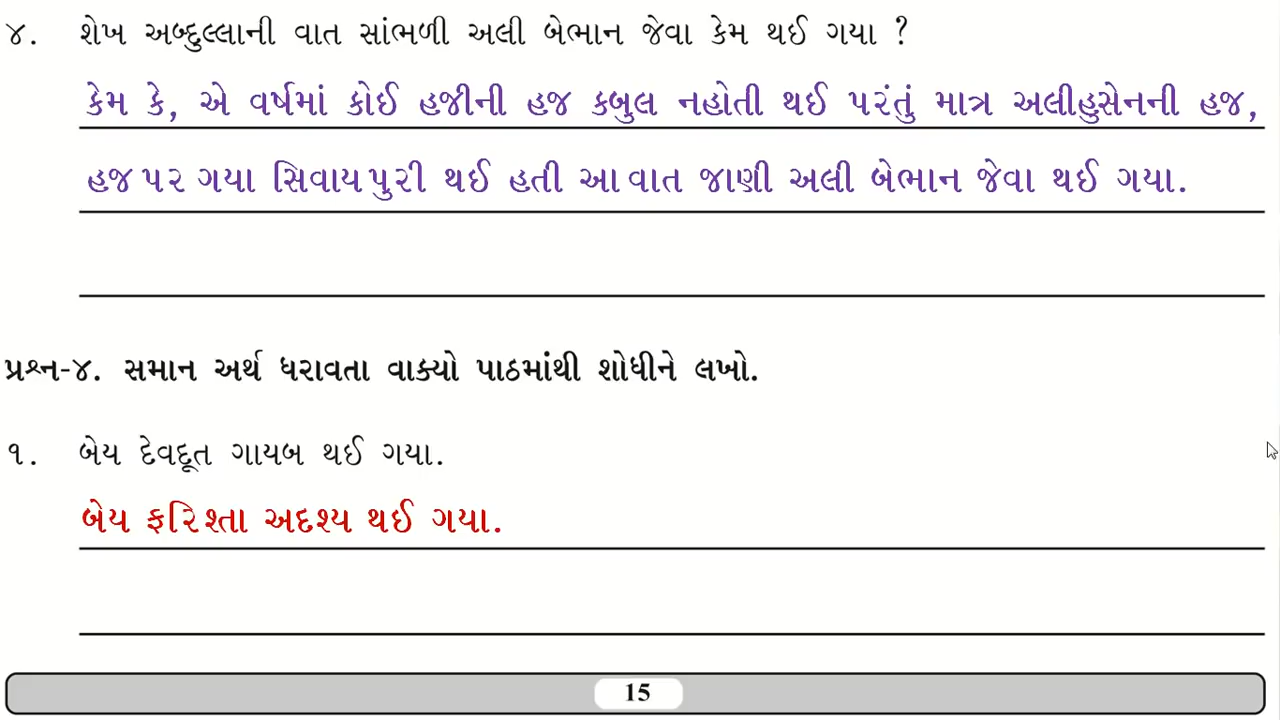 ૪. શેખ અબ્દુલ્લાની વાત સાંભળી અલી બેભાન જેવા કેમ થઈ ગયા ?
કેમ કે, એ વર્ષમાં કોઈ હજીની હજ કબુલ નહોતી થઈ પરંતું માત્ર અલીહુસેનની હજ,
હજ પર ગયા સિવાય પુરી થઈ હતી આ વાત જાણી અલી બેભાન જેવા થઈ ગયા.
પ્રશ્ન-૪. સમાન અર્થ ધરાવતા વાક્યો પાઠમાંથી શોધીને લખો.
૧. બેય દેવદૂત ગાયબ થઈ ગયા.
બેય ફરિશ્તા અદશ્ય થઈ ગયા.
15